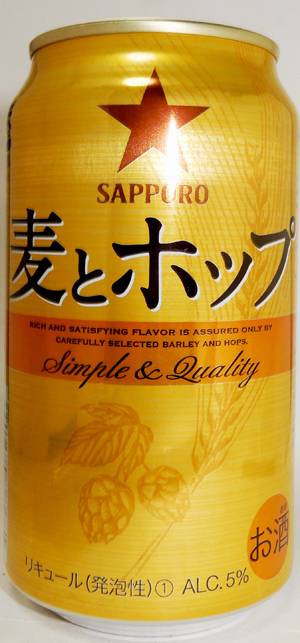 SAPPORO
麦とホップ
RICH AND SATISFYING FLAVOR IS ASSURED ONLY BY
CAREFULLY SELECTED BARLEY AND HOPS.
Simple & Quality
お酒
リキュール(発泡性)① ALC.5%